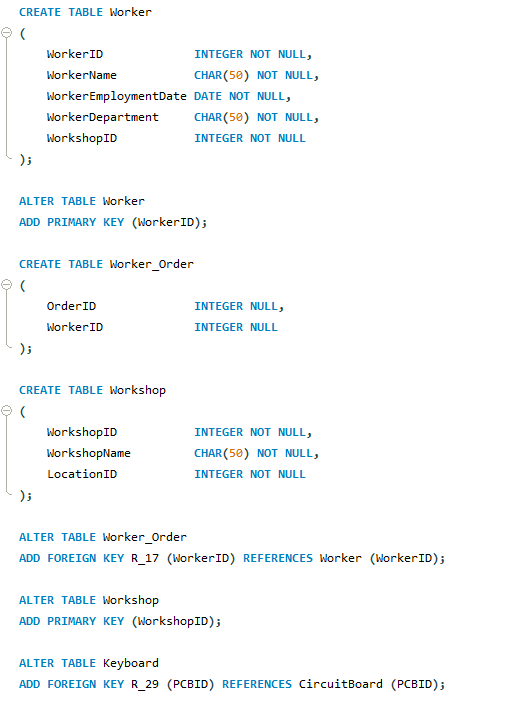 CREATE TABLE Worker
(
WorkerID INTEGER NOT NULL,
WorkerName CHAR(50) NOT NULL,
WorkerEmploymentDate DATE NOT NULL,
WorkerDepartment CHAR(50) NOT NULL,
WorkshopID INTEGER NOT NULL
);
ALTER TABLE Worker
ADD PRIMARY KEY (WorkerID);
CREATE TABLE Worker_Order
(
OrderID INTEGER NULL,
WorkerID INTEGER NULL
);
CREATE TABLE Workshop
(
WorkshopID INTEGER NOT NULL,
WorkshopName CHAR(50) NOT NULL,
LocationID INTEGER NOT NULL
);
ALTER TABLE Worker_Order
ADD FOREIGN KEY R_17 (WorkerID) REFERENCES Worker (WorkerID);
ALTER TABLE Workshop
ADD PRIMARY KEY (WorkshopID);
ALTER TABLE Keyboard
ADD FOREIGN KEY R_29 (PCBID) REFERENCES CircuitBoard (PCBID);